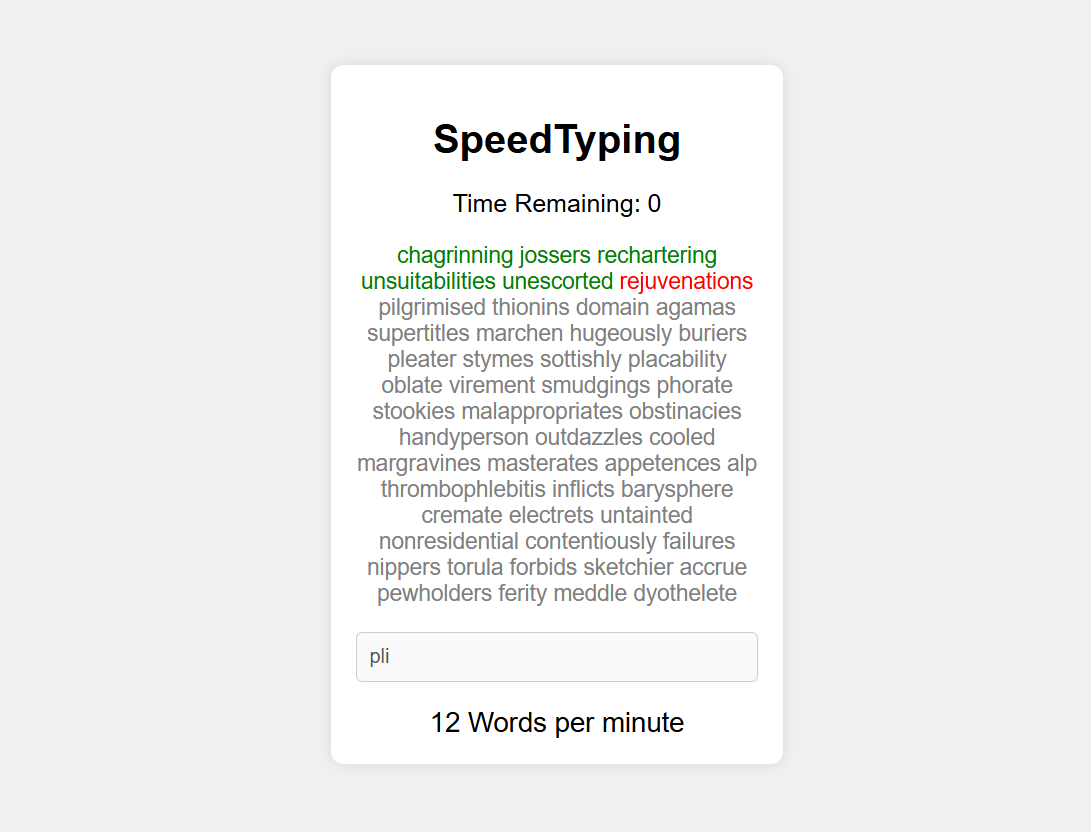 SpeedTyping
Time Remaining: 0
chagrinning jossers rechartering
unsuitabilities unescorted rejuvenations
pilgrimised thionins domain agamas
supertitles marchen hugeously buriers
pleater stymes sottishly placability
oblate virement smudgings phorate
stookies malappropriates obstinacies
handyperson outdazzles cooled
margravines masterates appetences alp
thrombophlebitis inflicts barysphere
cremate electrets untainted
nonresidential contentiously failures
nippers torula forbids sketchier accrue
pewholders ferity meddle dyothelete
pli
12 Words per minute